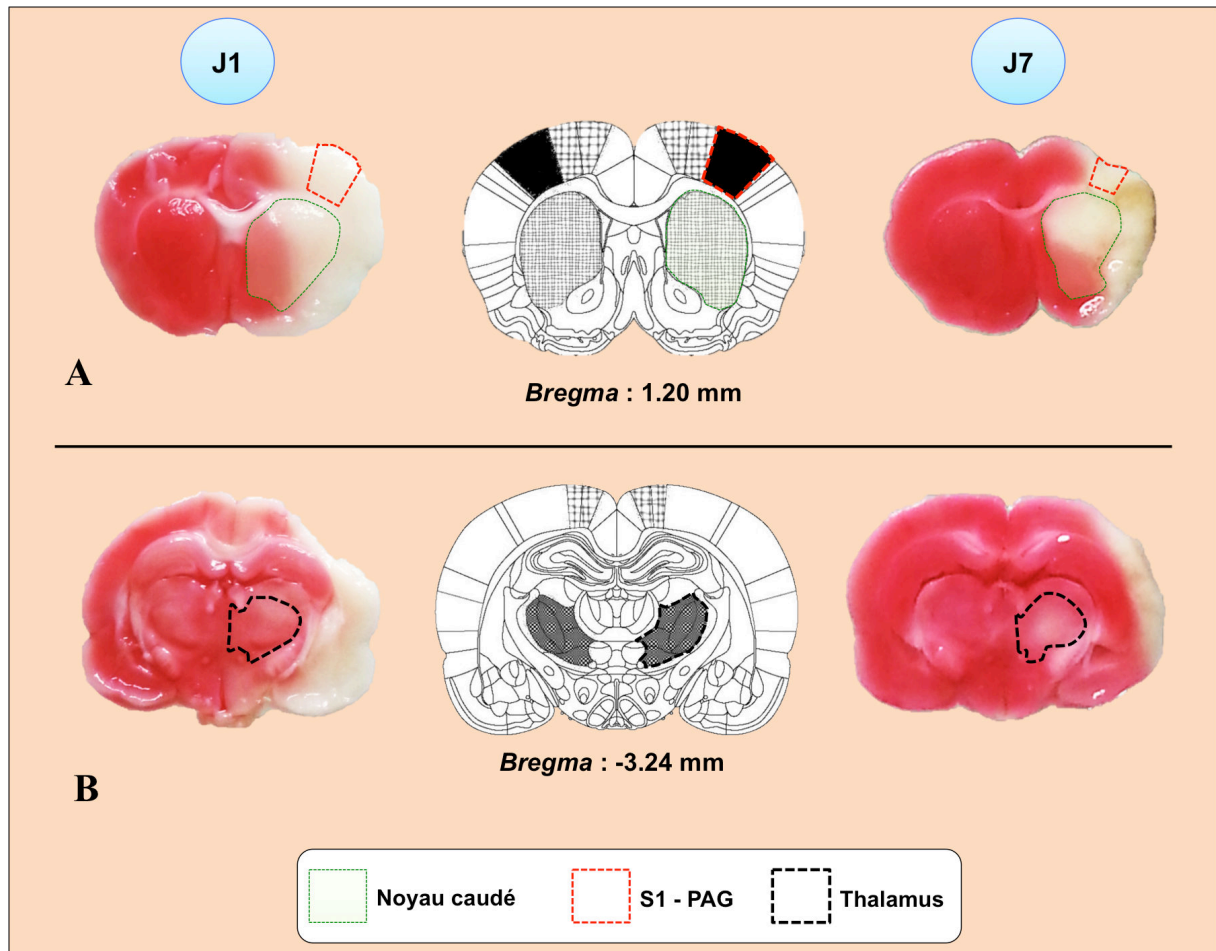 J1
J7
A
Bregma : 1.20 mm
B
Bregma : -3.24 mm
Noyau caudé
S1 - PAG
Thalamus